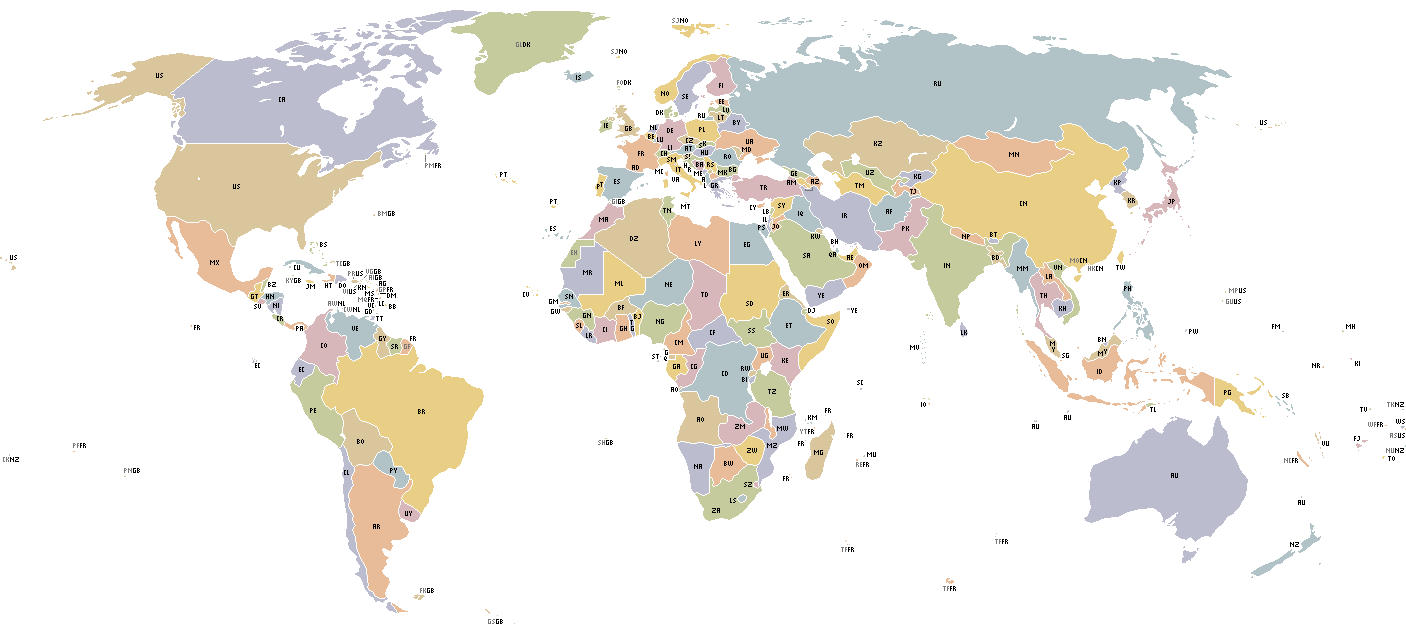 SJNO
GLDK
SJNO
US
IS
FODK
RU
CA
NO
SE
FI
EE
LV
LT
RU
DK
IE
GB
NL
BE
LU
DE
PL
BY
US
CZ
SK
UA
MD
KZ
MN
FR
LI
CH
AT
HU
RO
SI
SM
IT
BA
RS
BG
MK
AD
MC
ME
VA
GR
PMFR
US
PT
PT
ES
GIGB
MT
TR
GE
AM
AZ
UZ
TM
KG
TJ
KP
KR
JP
CN
BMGB
MA
TN
CY
SY
LB
IL
PS
JO
IQ
IR
AF
PK
ES
DZ
LY
EG
KW
BH
QA
AE
SA
OM
NP
BT
BD
IN
MM
MOCN
HKCN
TW
US
MX
BS
TCGB
CU
KYGB
JM
HT
DO
PRUS
VGGB
AIGB
VIUS
KN
AG
MS
GPFR
DM
MQFR
LC
VC
BB
GD
TT
AWNL
CWNL
BZ
GT
HN
SV
NI
CR
PA
EH
MR
ML
NE
TD
SD
ER
YE
DJ
YE
CV
SN
GM
GW
GN
SL
LR
CI
BF
GH
TG
BJ
NG
CM
CF
SS
ET
SO
LA
VN
TH
KH
PH
MPUS
GUUS
LK
MV
FR
CO
VE
GY
SR
GF
FR
EC
EC
ST
GQ
GA
CG
CD
UG
KE
RW
BI
TZ
SC
IO
MY
SG
BN
MY
ID
PW
FM
MH
NR
KI
PG
SB
TL
PE
BR
AO
AO
ZM
MW
KM
FR
YTFR
FR
FR
AU
AU
TV
TKNZ
WFFR
WS
ASUS
CKNZ
PFFR
PNGB
BO
PY
SHGB
NA
BW
ZW
MZ
MG
MU
REFR
FR
AU
NCFR
VU
FJ
NUNZ
TO
CL
AR
UY
ZA
LS
SZ
AU
TFFR
TFFR
NZ
TFFR
FKGB
GSGB